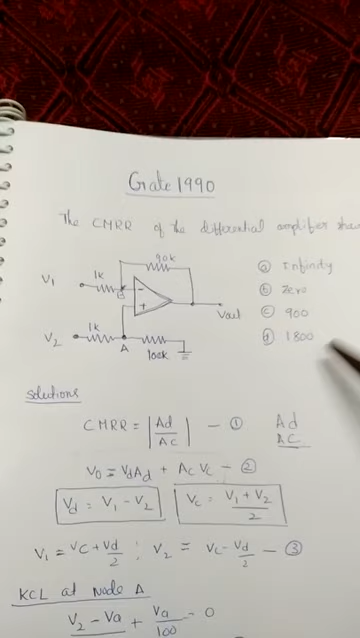 Gate 1990
The CMRR of the differential amplifier
90k
V1 1k
ⓐ Infinity
B - +
ⓑ Zero
Vout
ⓒ 900
V2 1k A 100k
ⓓ 1800
Solutions
CMRR = |Ad/AC| — ① Ad
AC
V0 = VdAd + Ac Vc — ②
Vd = V1 - V2 Vc = V1 + V2 / 2
V1 = VC + Vd/2 ; V2 = Vc - Vd/2 — ③
KCL at Node A
V2 - Va + Va/100 = 0